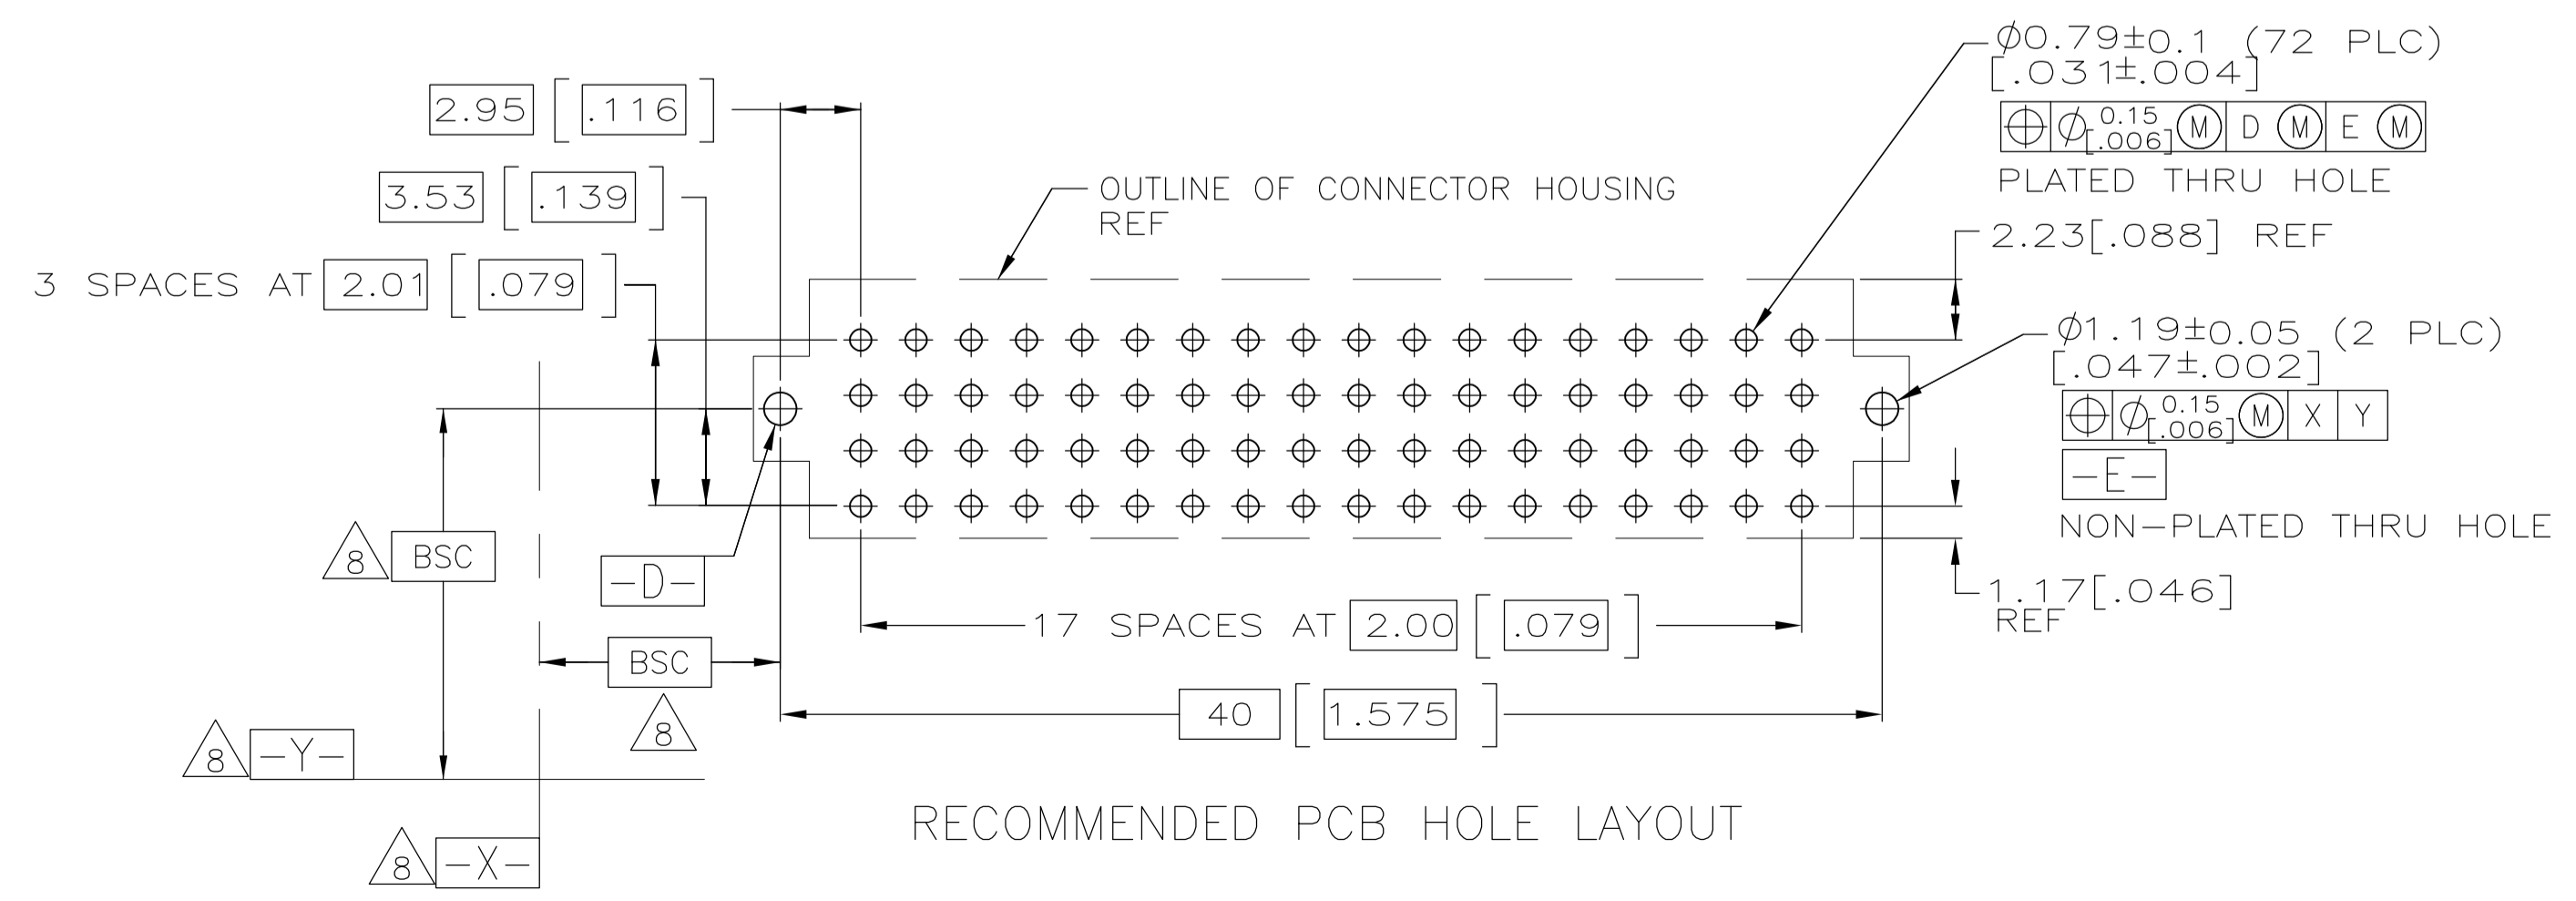 Ø0.79±0.1 (72 PLC)
[.031±.004]
⌖ Ø 0.15 [.006] Ⓜ D Ⓜ E Ⓜ
PLATED THRU HOLE
2.95 [.116]
3.53 [.139]
OUTLINE OF CONNECTOR HOUSING
REF
2.23[.088] REF
3 SPACES AT 2.01 [.079]
Ø1.19±0.05 (2 PLC)
[.047±.002]
⌖ Ø 0.15 [.006] Ⓜ X Y
-E-
NON-PLATED THRU HOLE
8 BSC
-D-
1.17[.046]
REF
17 SPACES AT 2.00 [.079]
BSC
8
40 [1.575]
8 -Y-
RECOMMENDED PCB HOLE LAYOUT
8 -X-